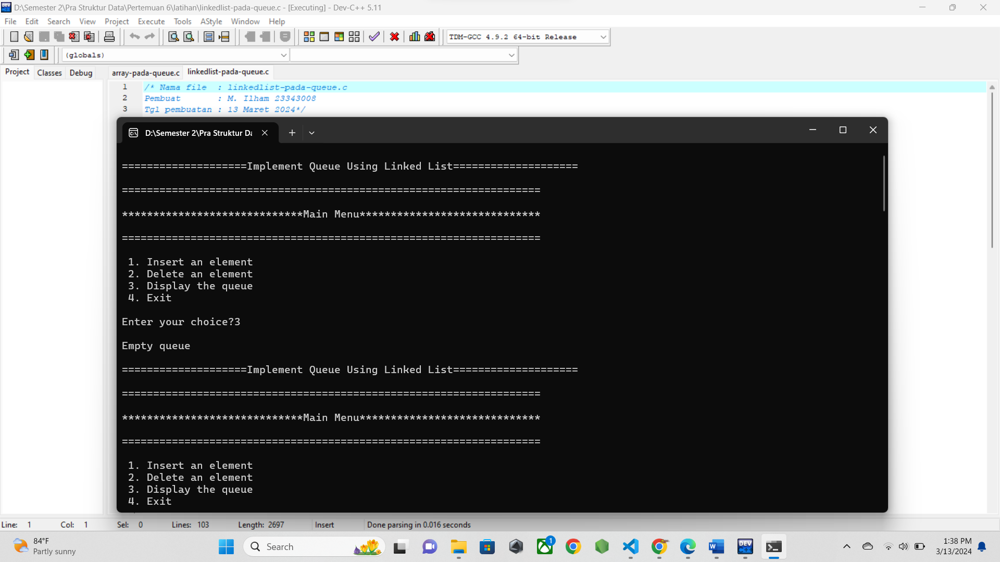 D:\Semester 2\Pra Struktur Data\Pertemuan 6\latihan\linkedlist-pada-queue.c - [Executing] - Dev-C++ 5.11
File Edit Search View Project Execute Tools AStyle Window Help
TDM-GCC 4.9.2 64-bit Release
(globals)
Project Classes Debug array-pada-queue.c linkedlist-pada-queue.c
1 /* Nama file : linkedlist-pada-queue.c
2 Pembuat : M. Ilham 23343008
3 Tgl pembuatan : 13 Maret 2024*/
D:\Semester 2\Pra Struktur Da
====================Implement Queue Using Linked List====================
===================================================================
*****************************Main Menu*****************************
===================================================================
1. Insert an element
2. Delete an element
3. Display the queue
4. Exit
Enter your choice?3
Empty queue
====================Implement Queue Using Linked List====================
===================================================================
*****************************Main Menu*****************************
===================================================================
1. Insert an element
2. Delete an element
3. Display the queue
4. Exit
Line: 1 Col: 1 Sel: 0 Lines: 103 Length: 2697 Insert Done parsing in 0.016 seconds
84°F
Partly sunny
Search
1
DEV
C++
1:38 PM
3/13/2024